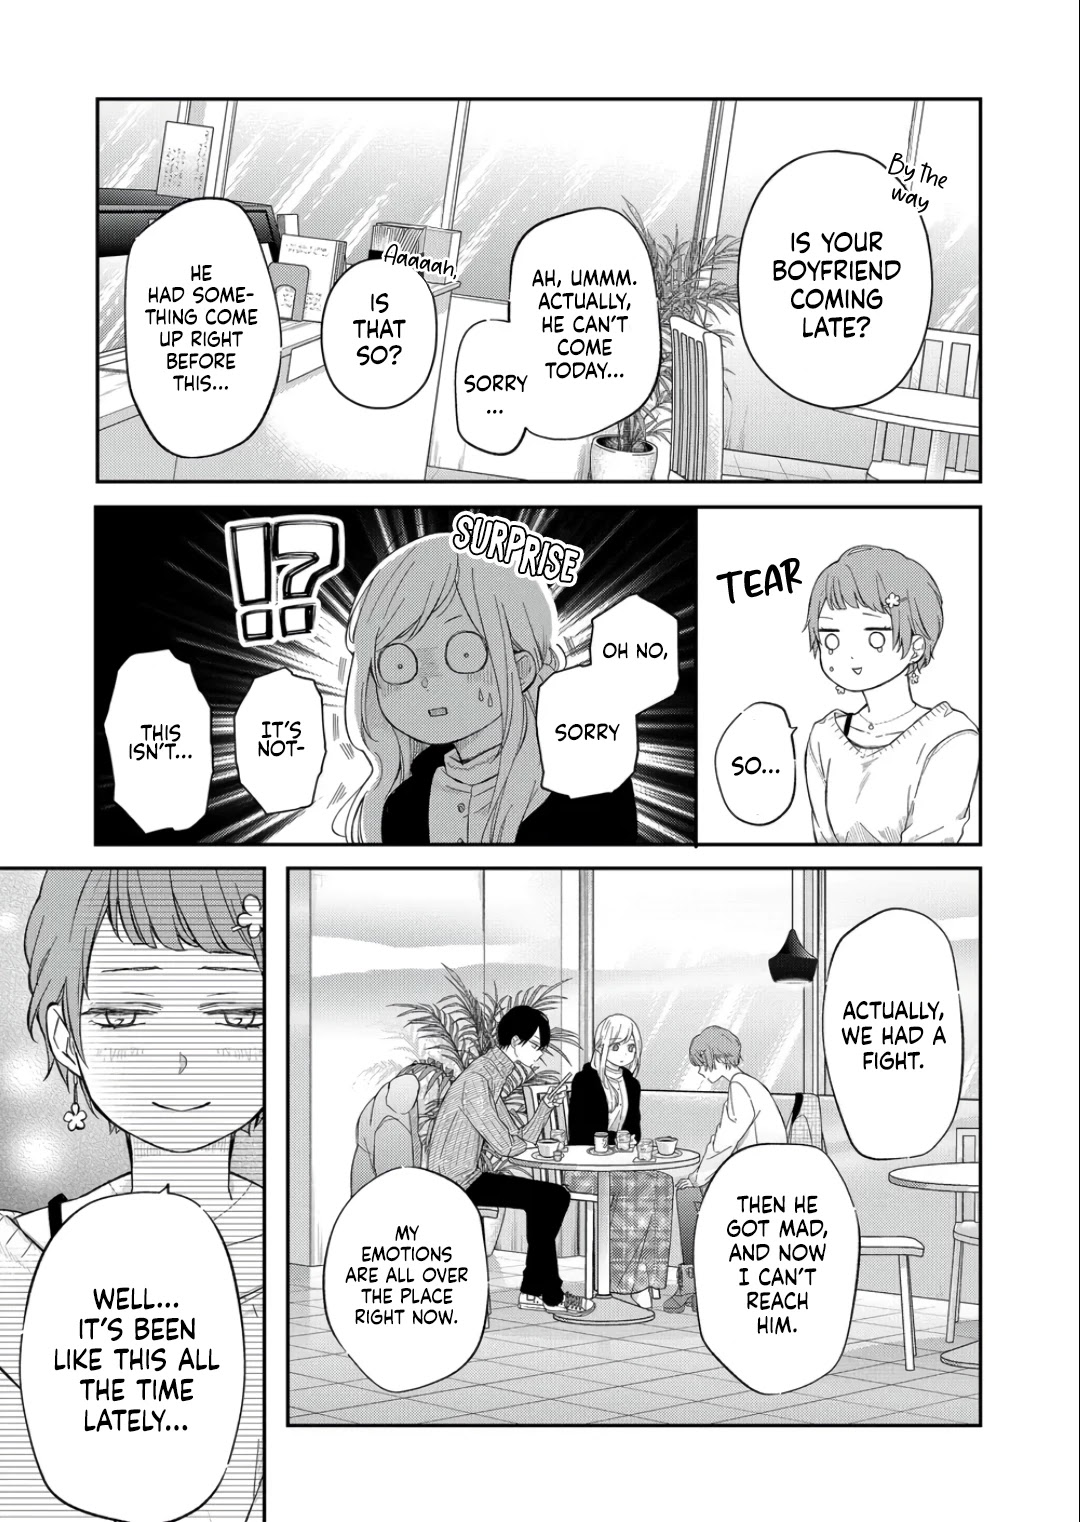 By the
way
IS YOUR
BOYFRIEND
COMING
LATE?
AH, UMMM.
ACTUALLY,
HE CAN'T
COME
TODAY...
SORRY
...
Aaaaah,
IS
THAT
SO?
HE
HAD SOME-
THING COME
UP RIGHT
BEFORE
THIS...
TEAR
SO...
SURPRISE
!?
OH NO,
SORRY
IT'S
NOT-
THIS
ISN'T...
ACTUALLY,
WE HAD A
FIGHT.
THEN HE
GOT MAD,
AND NOW
I CAN'T
REACH
HIM.
MY
EMOTIONS
ARE ALL OVER
THE PLACE
RIGHT NOW.
WELL...
IT'S BEEN
LIKE THIS ALL
THE TIME
LATELY...